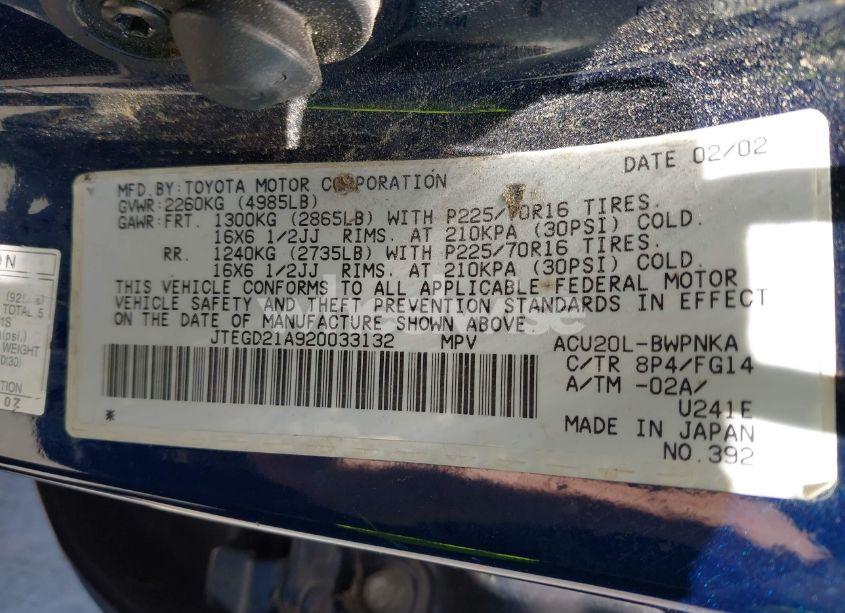 DATE 02/02
MFD.BY:TOYOTA MOTOR CORPORATION
GVWR:2260KG (4985LB)
GAWR:FRT. 1300KG (2865LB) WITH P225/70R16 TIRES.
16X6 1/2JJ RIMS. AT 210KPA (30PSI) COLD.
RR. 1240KG (2735LB) WITH P225/70R16 TIRES.
16X6 1/2JJ RIMS. AT 210KPA (30PSI) COLD.
THIS VEHICLE CONFORMS TO ALL APPLICABLE FEDERAL MOTOR
VEHICLE SAFETY AND THEFT PREVENTION STANDARDS IN EFFECT
ON THE DATE OF MANUFACTURE SHOWN ABOVE.
JTEGD21A920033132 MPV ACU20L-BWPNKA
C/TR 8P4/FG14
A/TM -02A/
U241E
MADE IN JAPAN
NO.392
*
ON
TOTAL 5
WEIGHT